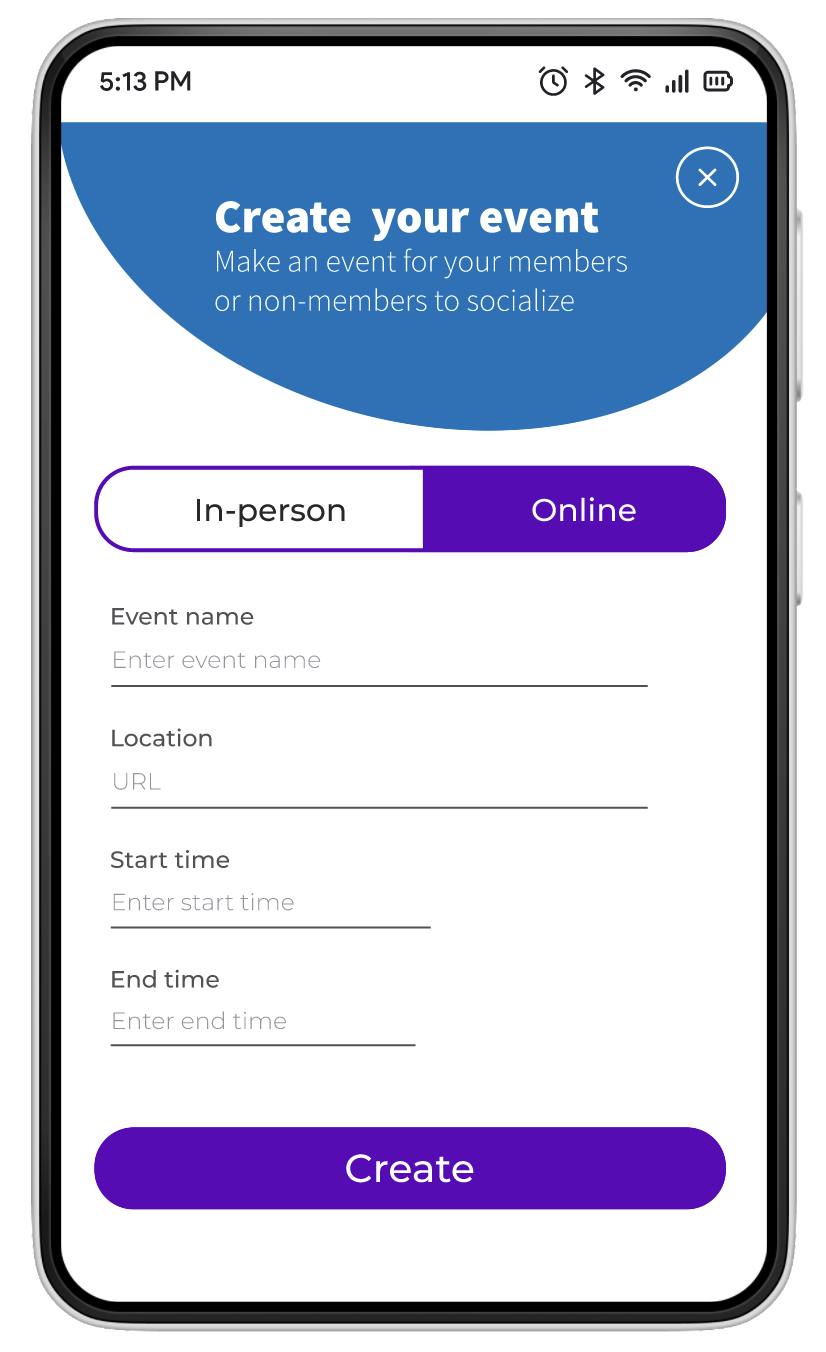 5:13 PM
Create  your event
Make an event for your members
or non-members to socialize
In-person
Online
Event name
Enter event name
Location
URL
Start time
Enter start time
End time
Enter end time
Create